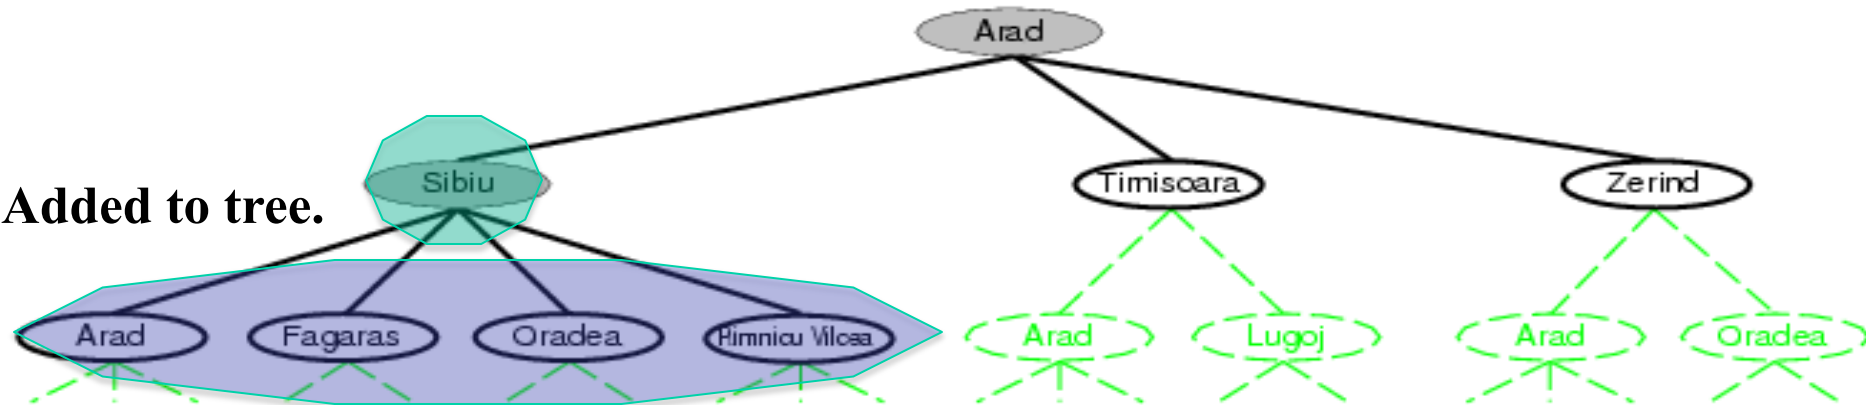 Arad
Sibiu
Timisoara
Zerind
Added to tree.
Arad
Fagaras
Oradea
Rimnicu Vilcea
Arad
Lugoj
Arad
Oradea